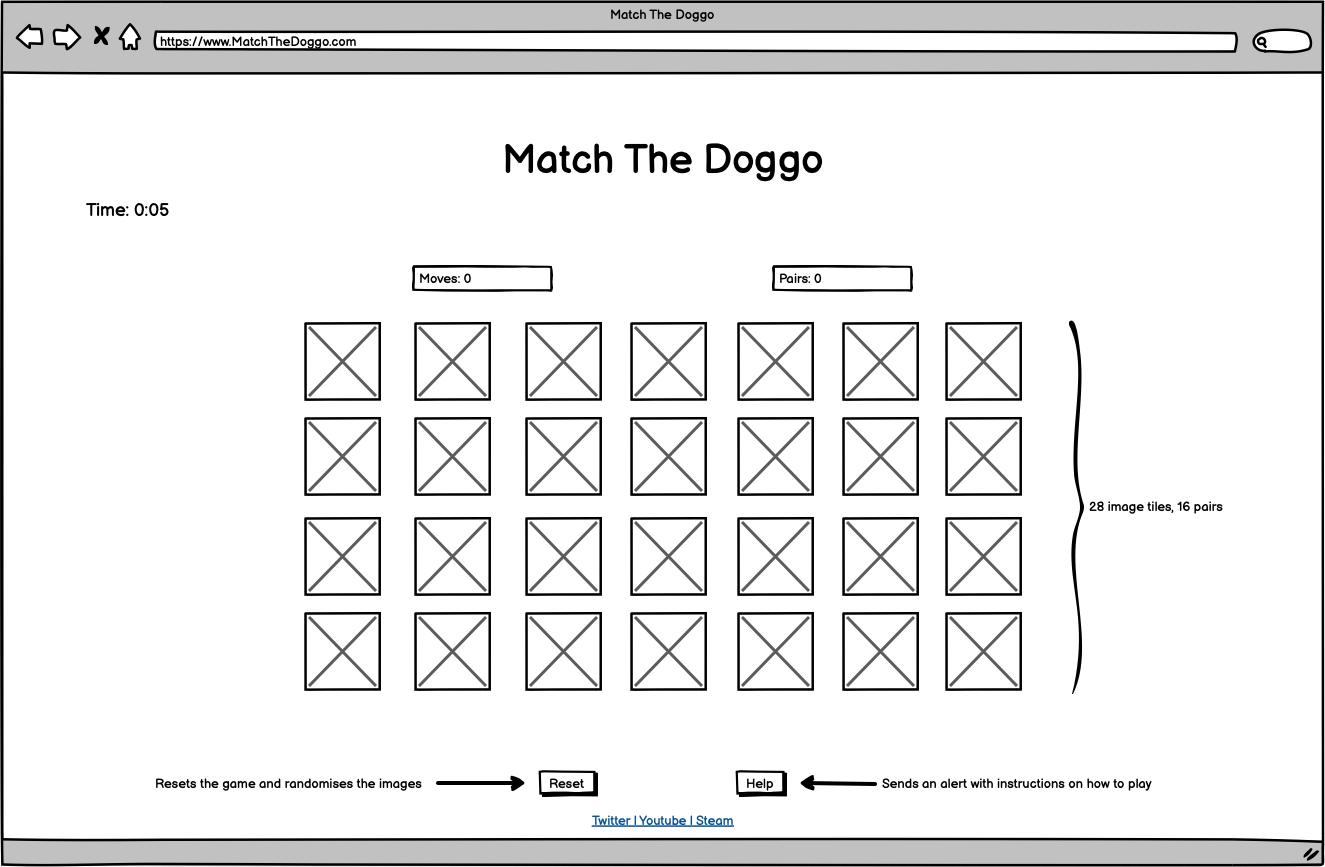 Match The Doggo
https://www.MatchTheDoggo.com
Match The Doggo
Time: 0:05
Moves: 0
Pairs: 0
28 image tiles, 16 pairs
Resets the game and randomises the images
Reset
Help
Sends an alert with instructions on how to play
Twitter | Youtube | Steam